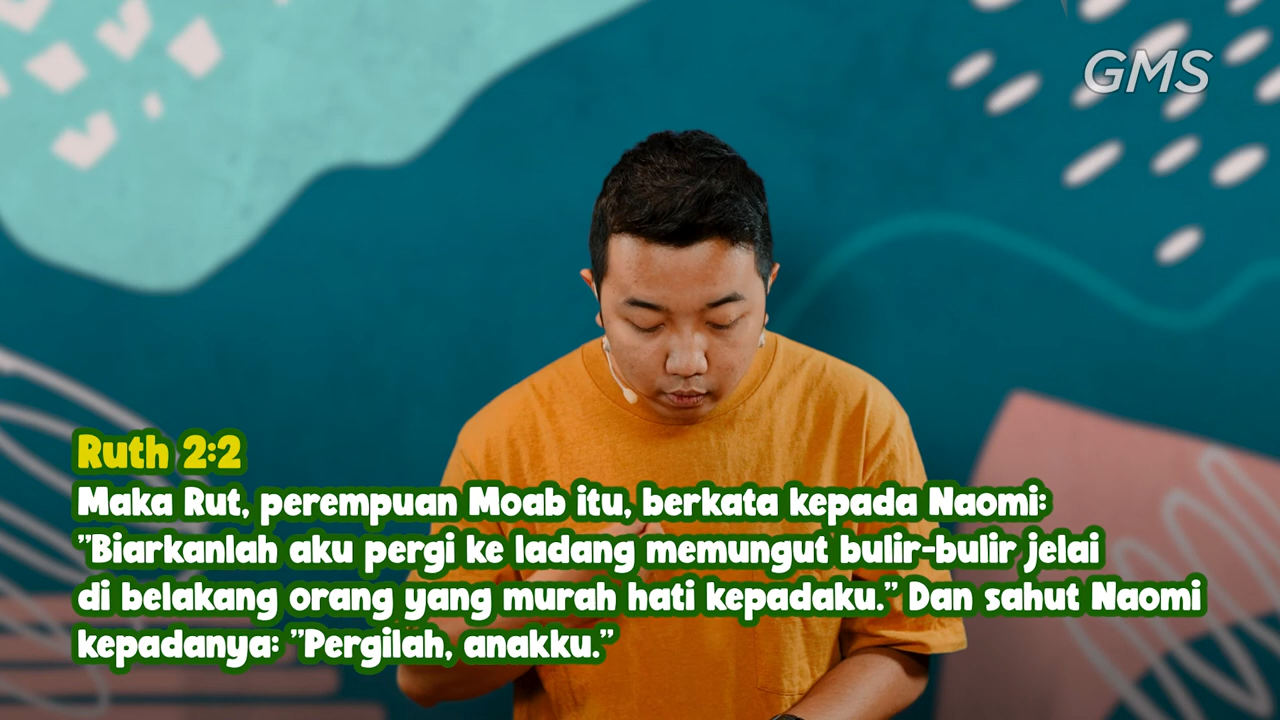 GMS
Ruth 2:2
Maka Rut, perempuan Moab itu, berkata kepada Naomi:
"Biarkanlah aku pergi ke ladang memungut bulir-bulir jelai
di belakang orang yang murah hati kepadaku." Dan sahut Naomi
kepadanya: "Pergilah, anakku."